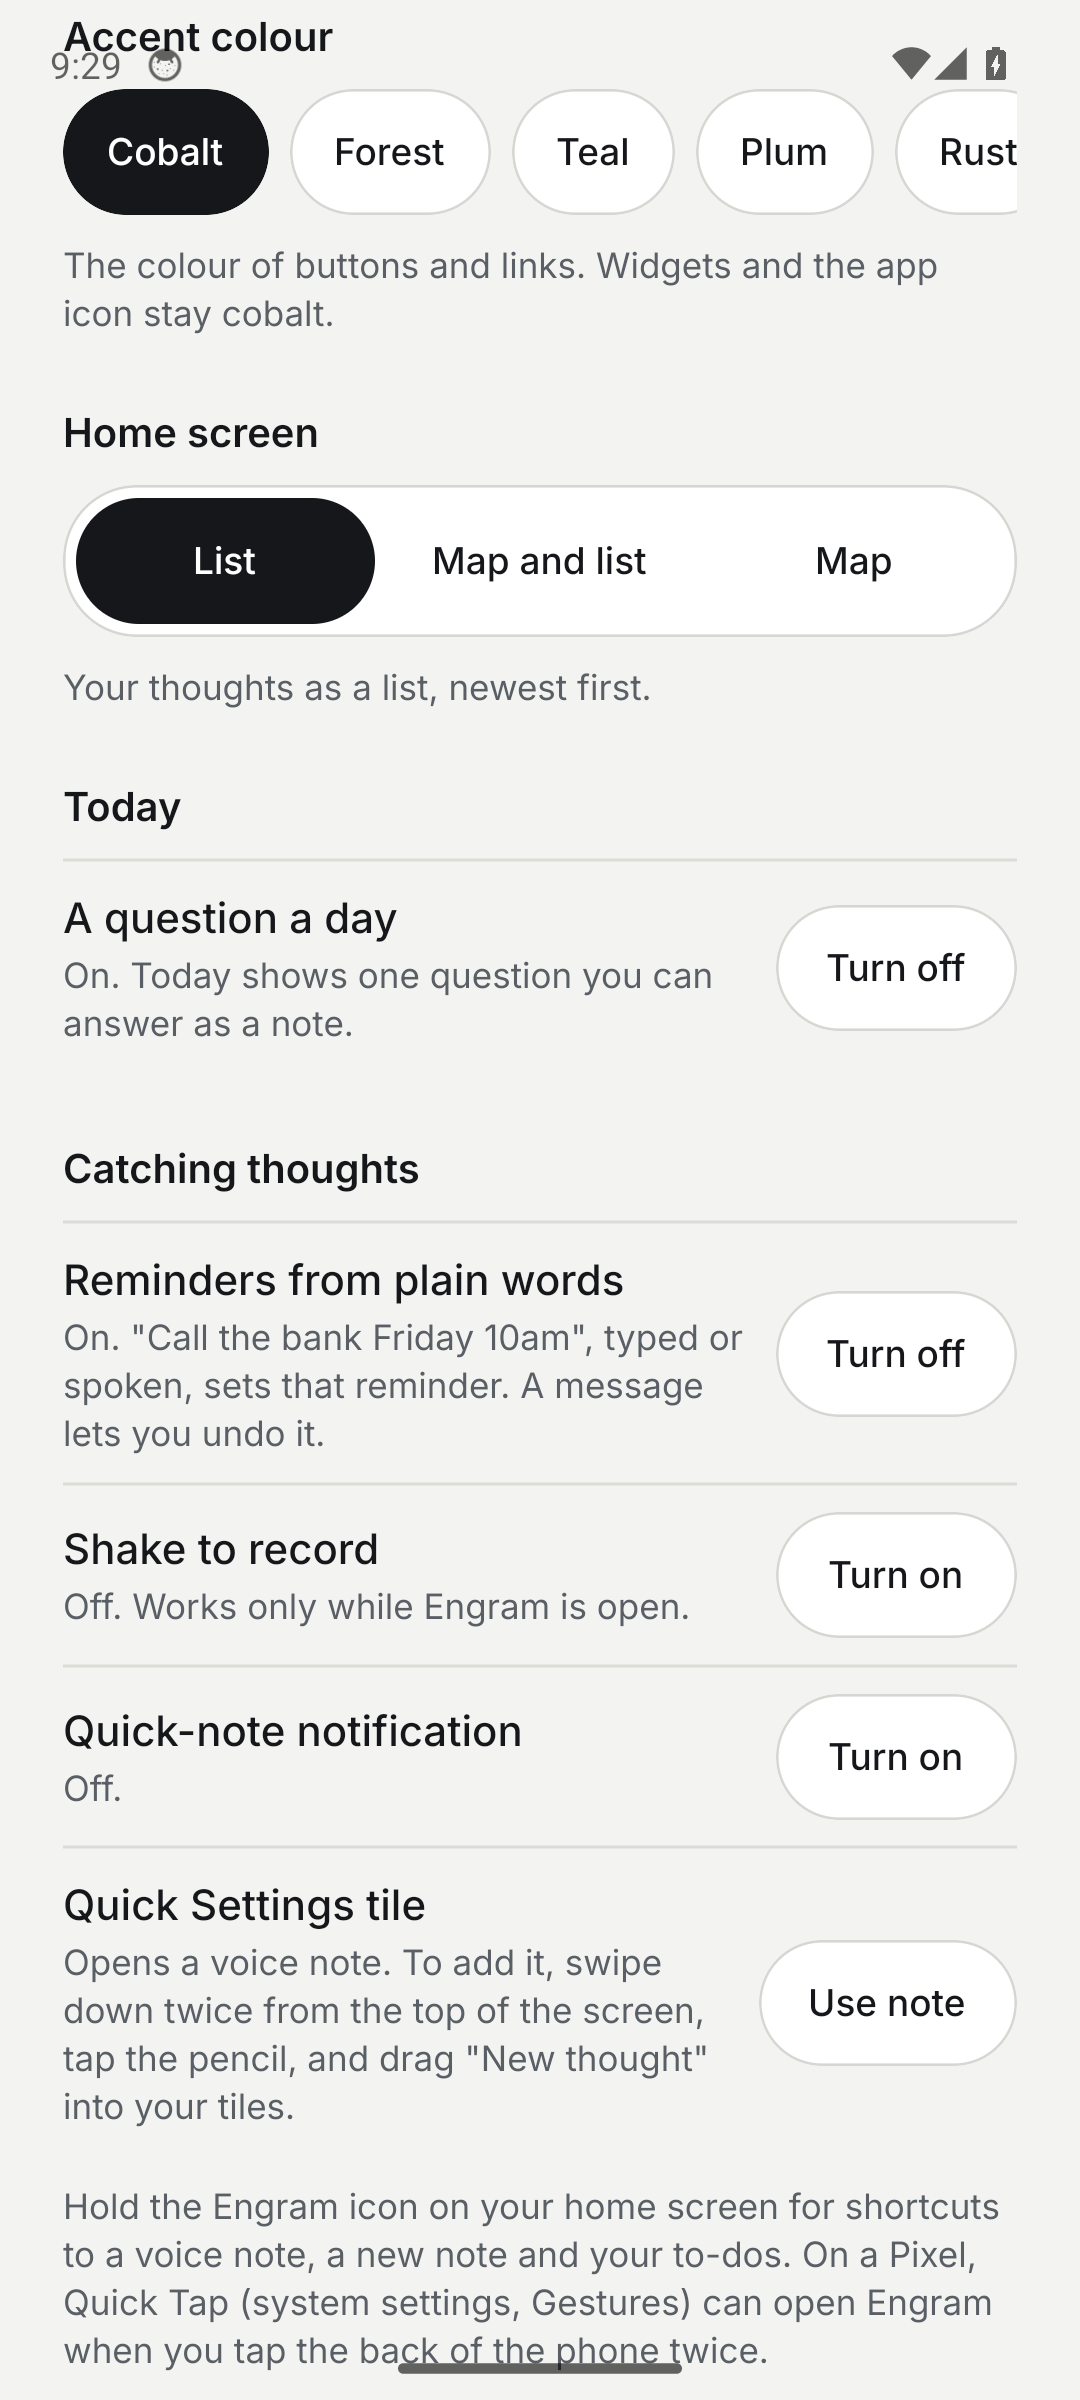 Accent colour
9:29
Cobalt
Forest
Teal
Plum
Rust
The colour of buttons and links. Widgets and the app
icon stay cobalt.
Home screen
List
Map and list
Map
Your thoughts as a list, newest first.
Today
A question a day
On. Today shows one question you can
answer as a note.
Turn off
Catching thoughts
Reminders from plain words
On. "Call the bank Friday 10am", typed or
spoken, sets that reminder. A message
lets you undo it.
Turn off
Shake to record
Off. Works only while Engram is open.
Turn on
Quick-note notification
Off.
Turn on
Quick Settings tile
Opens a voice note. To add it, swipe
down twice from the top of the screen,
tap the pencil, and drag "New thought"
into your tiles.
Use note
Hold the Engram icon on your home screen for shortcuts
to a voice note, a new note and your to-dos. On a Pixel,
Quick Tap (system settings, Gestures) can open Engram
when you tap the back of the phone twice.